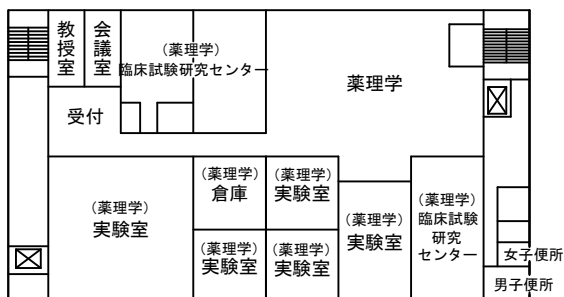 教授室
会議室
(薬理学)
臨床試験研究センター
薬理学
受付
(薬理学)
実験室
(薬理学)
倉庫
(薬理学)
実験室
(薬理学)
実験室
(薬理学)
実験室
(薬理学)
実験室
(薬理学)
臨床試験
研究
センター
女子便所
男子便所